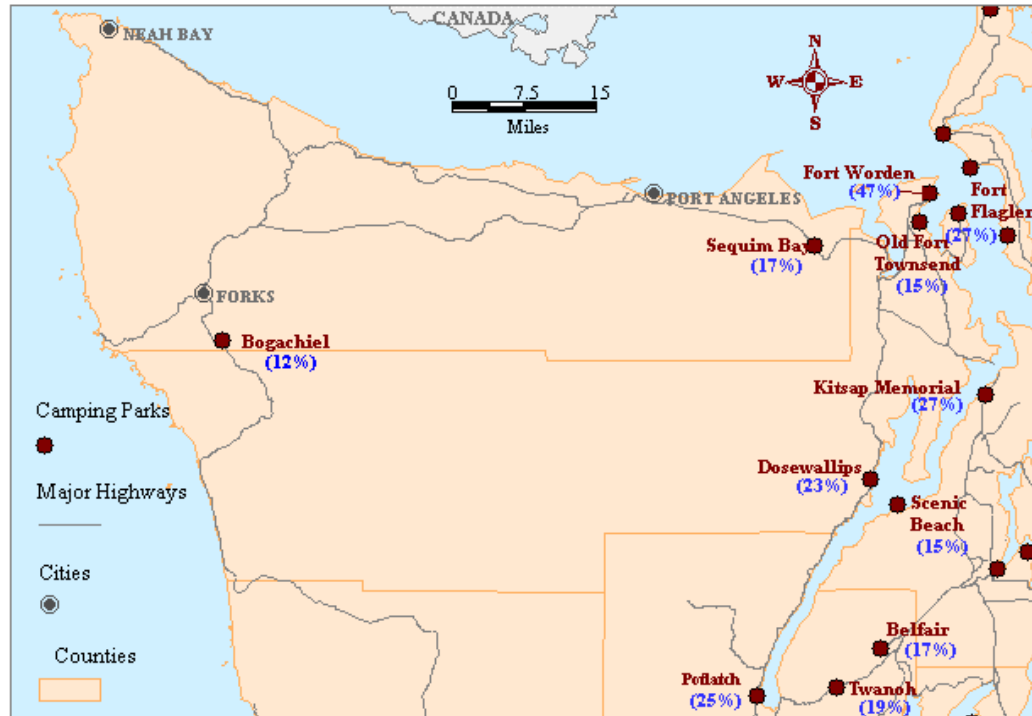 CANADA
NEAH BAY
N
W E
S
0 7.5 15
Miles
Fort Worden
(47%)
Fort
Flagler
(27%)
PORT ANGELES
Sequim Bay
(17%)
Old Fort
Townsend
(15%)
FORKS
Bogachiel
(12%)
Kitsap Memorial
(27%)
Camping Parks
Dosewallips
(23%)
Major Highways
Scenic
Beach
(15%)
Cities
Belfair
(17%)
Counties
Potlatch
(25%)
Twanoh
(19%)